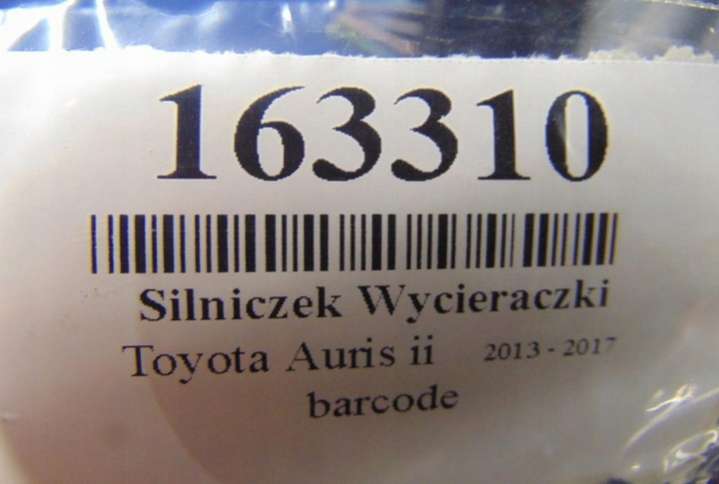 163310
Silniczek Wycieraczki
Toyota Auris ii 2013 - 2017
barcode